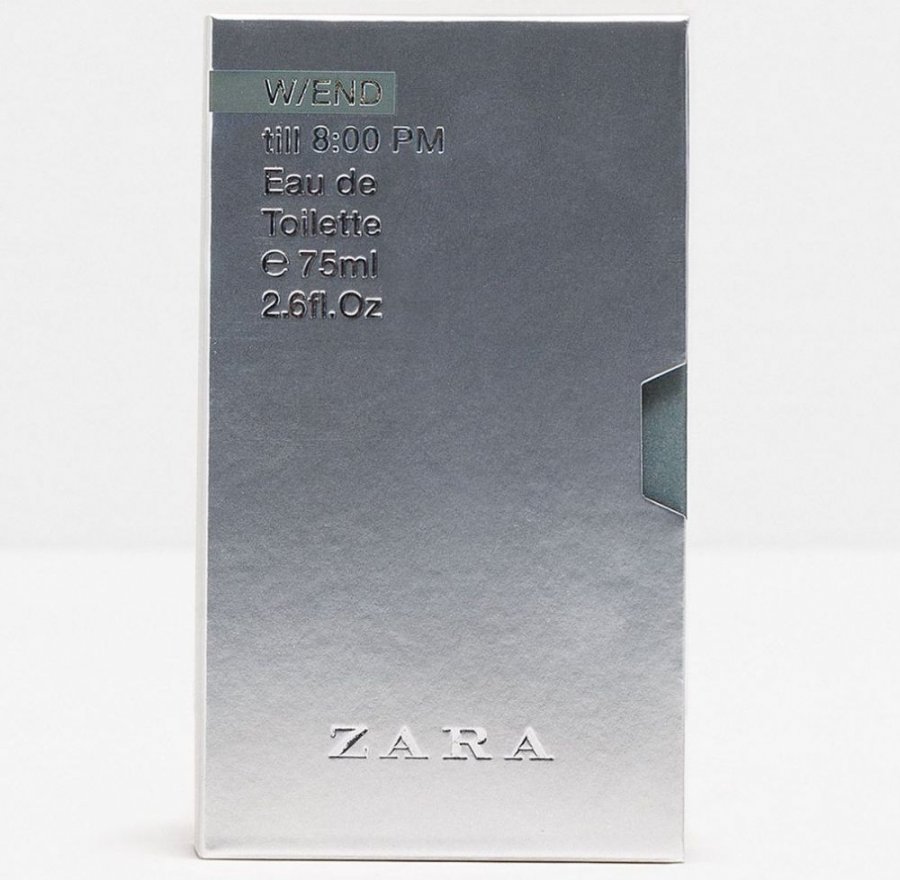 W/END
till 8:00 PM
Eau de
Toilette
℮ 75ml
2.6fl.Oz
ZARA